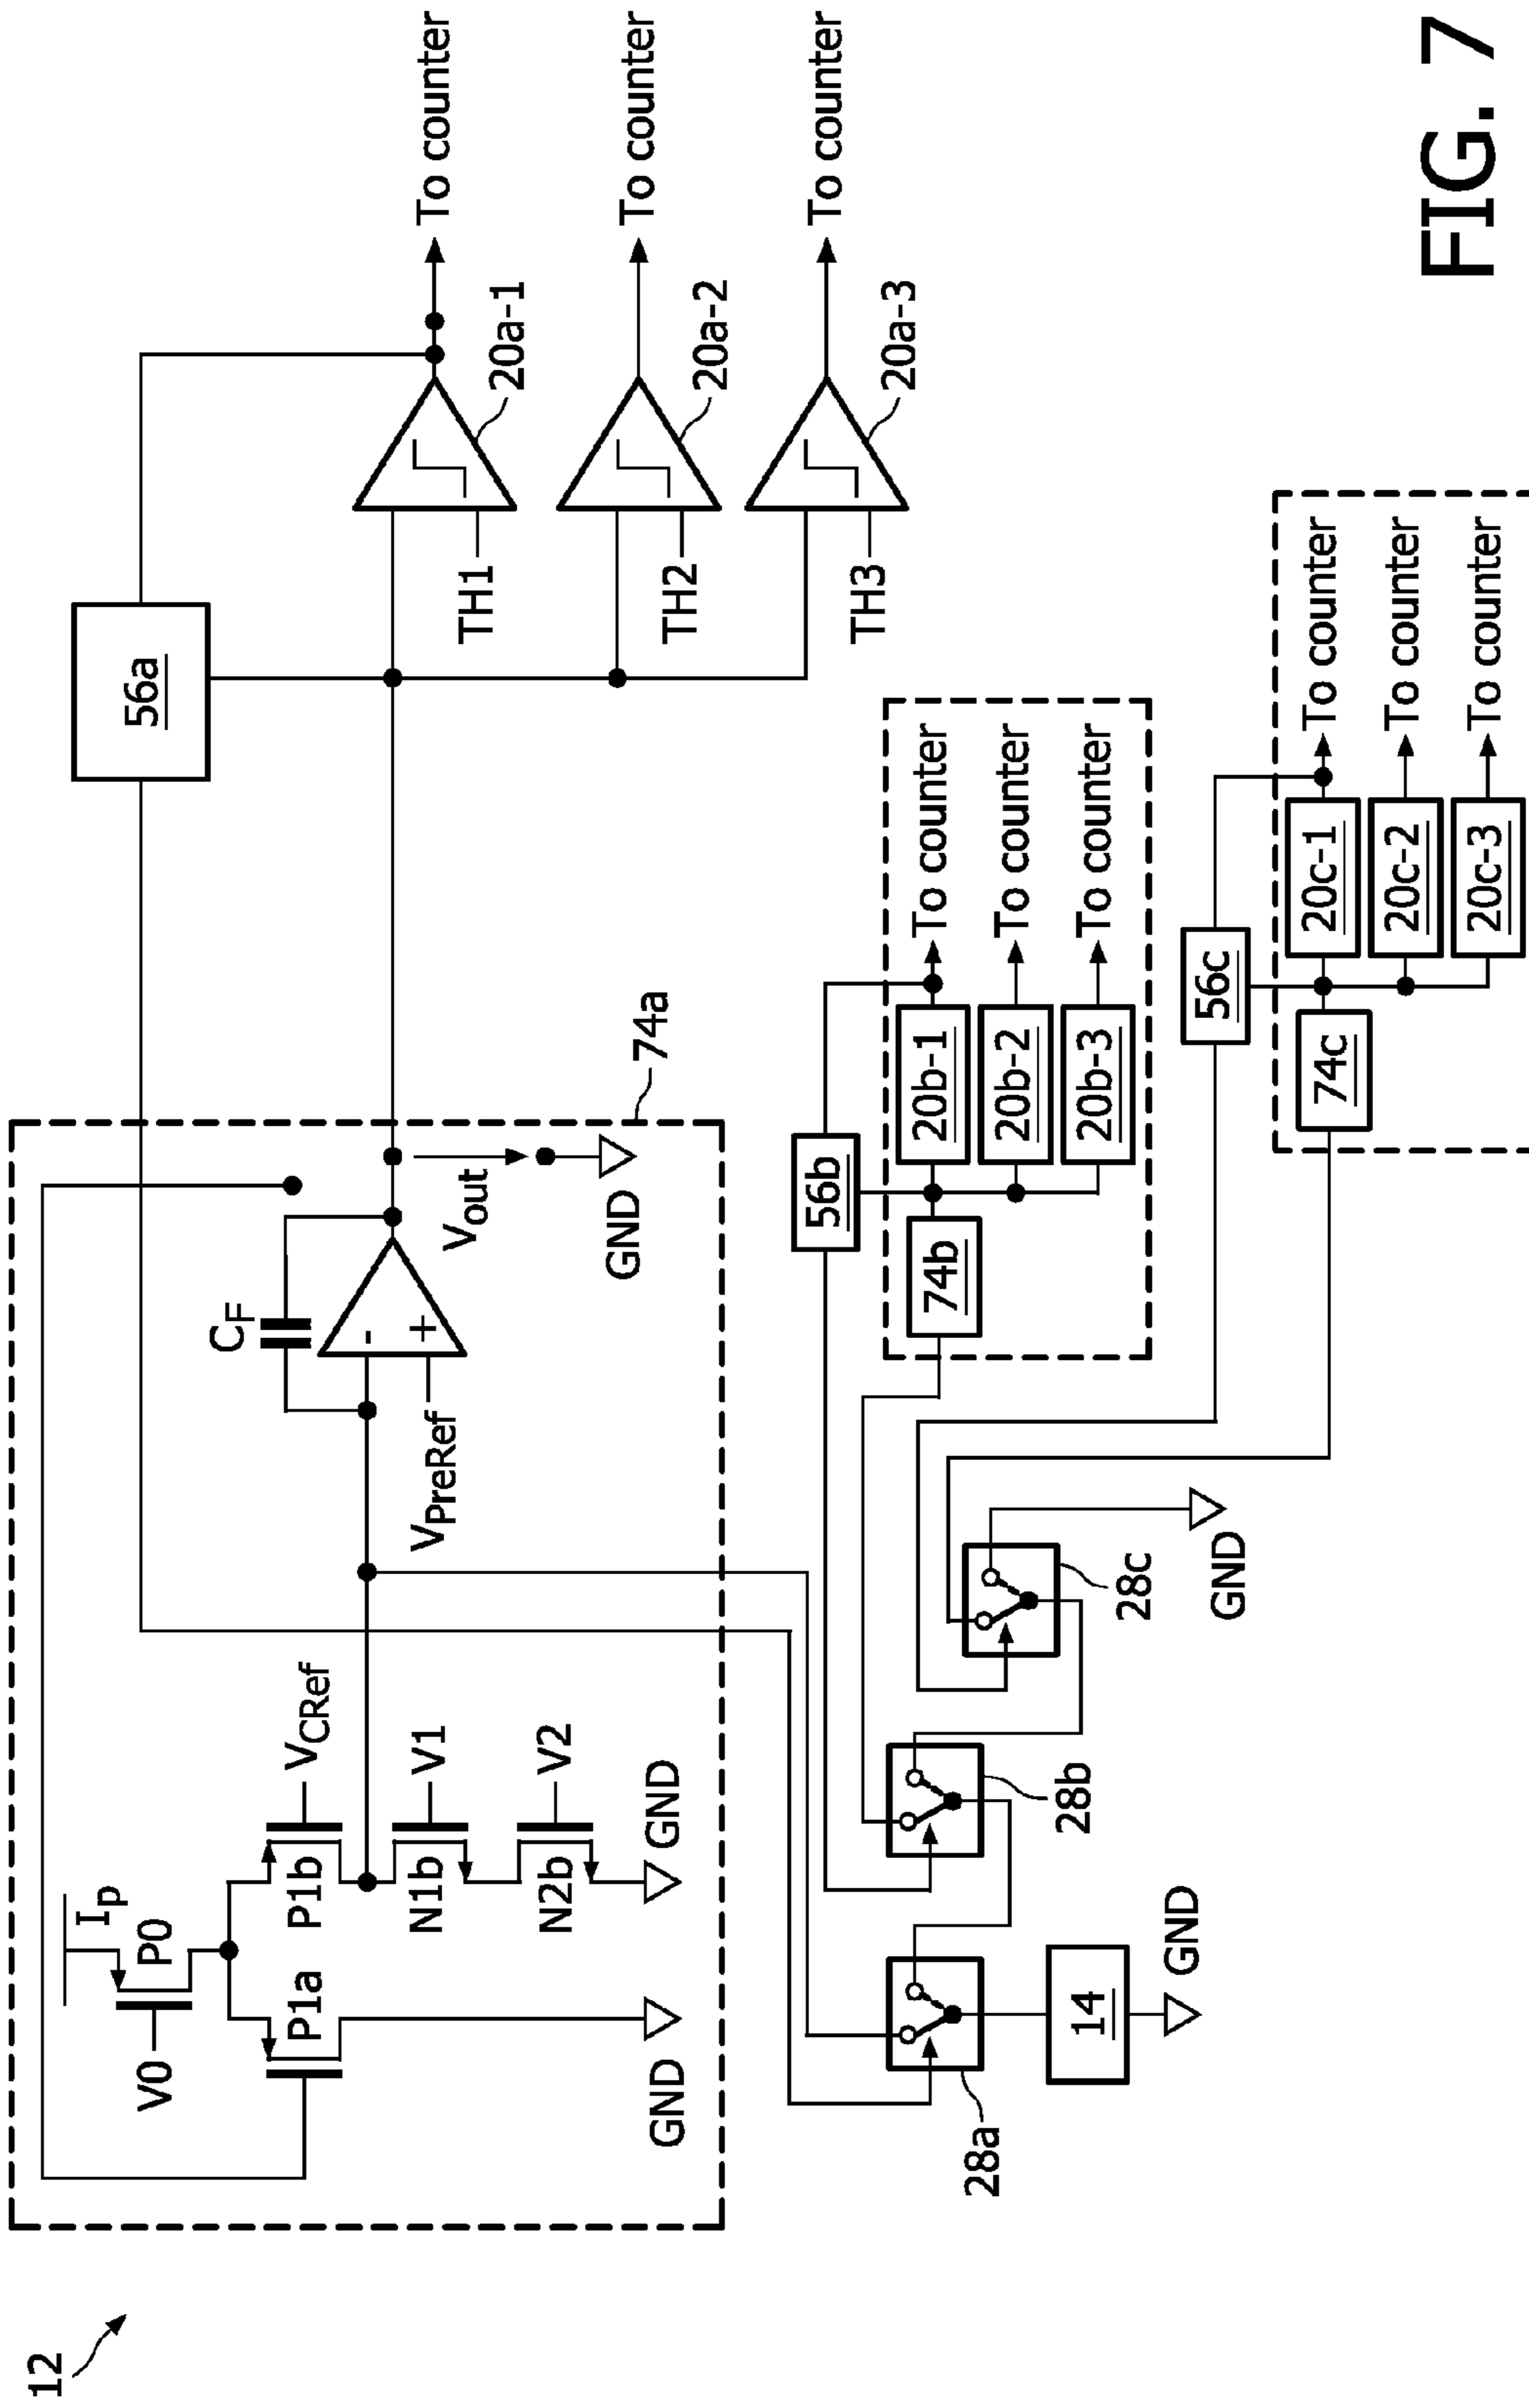 12
V0
I_p
P0
P1a
P1b
V_CRef
N1b
V1
N2b
V2
GND
GND
C_F
-
+
V_PreRef
V_out
GND
74a
56a
TH1
20a-1
To counter
TH2
20a-2
To counter
TH3
20a-3
To counter
28a
14
GND
28b
28c
GND
56b
74b
20b-1
To counter
20b-2
To counter
20b-3
To counter
56c
74c
20c-1
To counter
20c-2
To counter
20c-3
To counter
FIG. 7